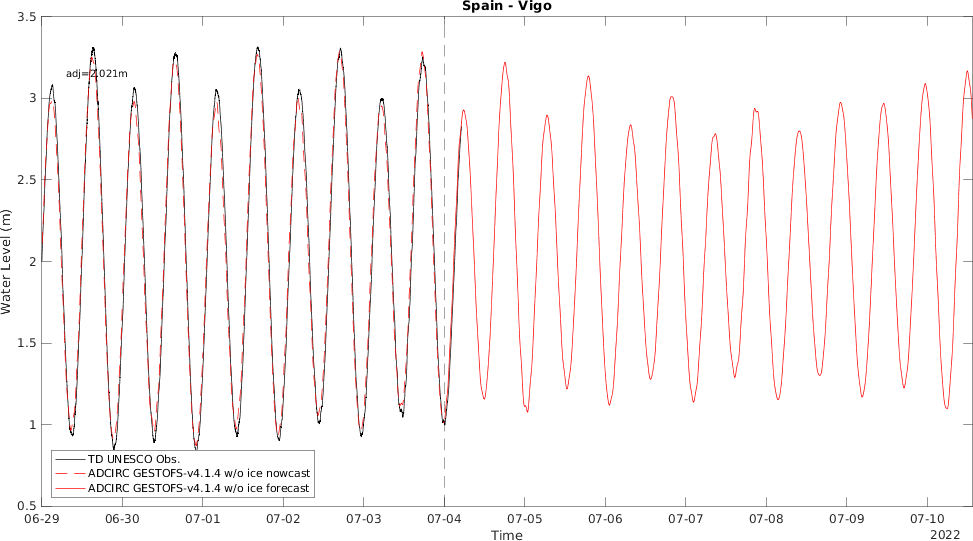 Spain - Vigo
3.5
adj=2.021m
3
2.5
Water Level (m)
2
1.5
1
TD UNESCO Obs.
ADCIRC GESTOFS-v4.1.4 w/o ice nowcast
ADCIRC GESTOFS-v4.1.4 w/o ice forecast
0.5
06-29 06-30 07-01 07-02 07-03 07-04 07-05 07-06 07-07 07-08 07-09 07-10
Time
2022